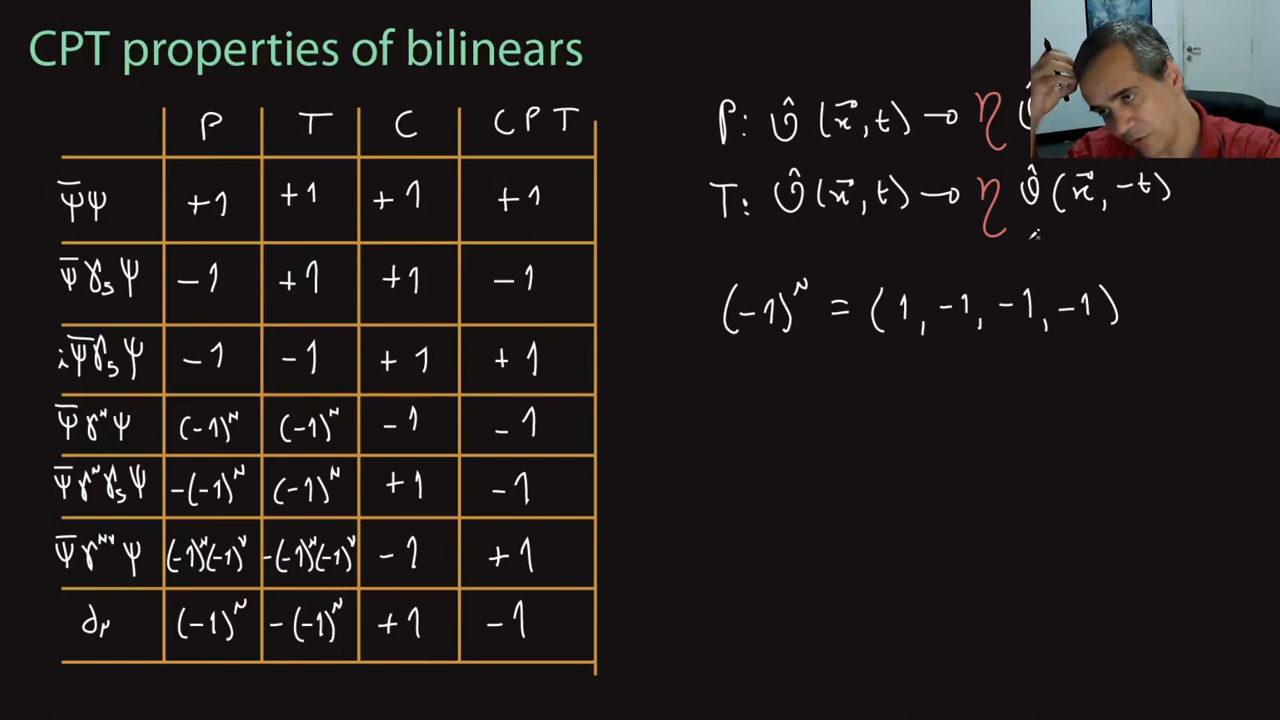 CPT properties of bilinears
P T C CPT
ψ̄ψ +1 +1 +1 +1
ψ̄γ₅ψ -1 +1 +1 -1
iψ̄γ₅ψ -1 -1 +1 +1
ψ̄γ^μψ (-1)^μ (-1)^μ -1 -1
ψ̄γ^μγ₅ψ -(-1)^μ (-1)^μ +1 -1
ψ̄γ^μνψ (-1)^μ(-1)^ν -(-1)^μ(-1)^ν -1 +1
∂_μ (-1)^μ -(-1)^μ +1 -1
P: Ô(x⃗,t) → η
T: Ô(x⃗,t) → η Ô(x⃗,-t)
(-1)^μ = (1,-1,-1,-1)